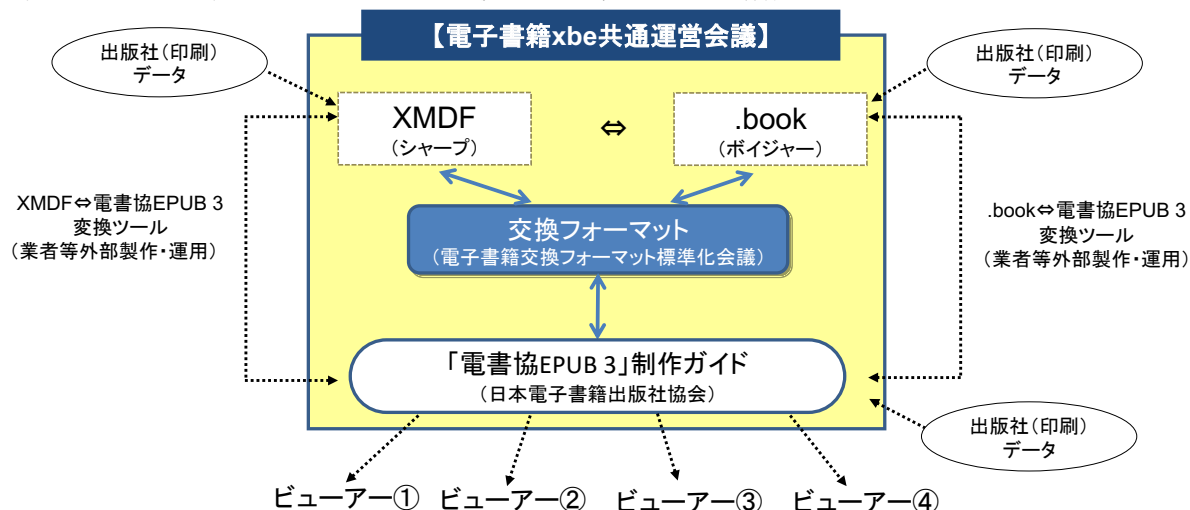 【電子書籍xbe共通運営会議】
出版社(印刷)
データ
出版社(印刷)
データ
XMDF
(シャープ)
⇔
.book
(ボイジャー)
XMDF⇔電書協EPUB 3
変換ツール
(業者等外部製作・運用)
交換フォーマット
(電子書籍交換フォーマット標準化会議)
.book⇔電書協EPUB 3
変換ツール
(業者等外部製作・運用)
「電書協EPUB 3」制作ガイド
(日本電子書籍出版社協会)
出版社(印刷)
データ
ビューアー① ビューアー② ビューアー③ ビューアー④